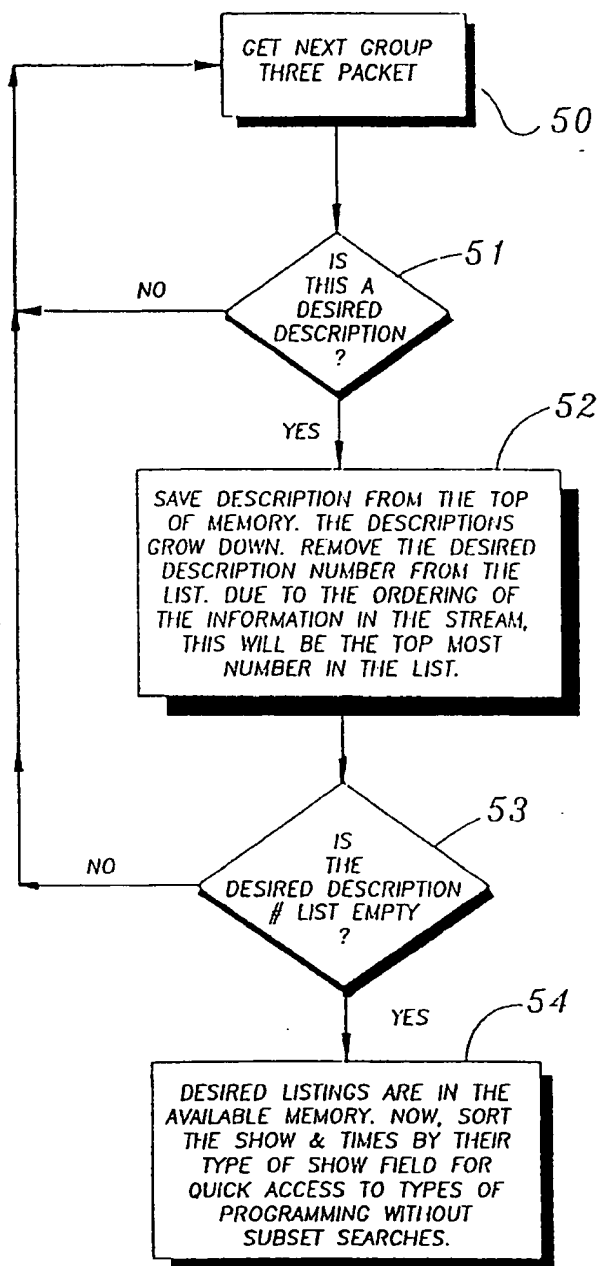 GET NEXT GROUP
THREE PACKET
50
IS
THIS A
DESIRED
DESCRIPTION
?
51
NO
YES
52
SAVE DESCRIPTION FROM THE TOP
OF MEMORY. THE DESCRIPTIONS
GROW DOWN. REMOVE THE DESIRED
DESCRIPTION NUMBER FROM THE
LIST. DUE TO THE ORDERING OF
THE INFORMATION IN THE STREAM,
THIS WILL BE THE TOP MOST
NUMBER IN THE LIST.
53
IS
THE
DESIRED DESCRIPTION
# LIST EMPTY
?
NO
YES
54
DESIRED LISTINGS ARE IN THE
AVAILABLE MEMORY. NOW, SORT
THE SHOW & TIMES BY THEIR
TYPE OF SHOW FIELD FOR
QUICK ACCESS TO TYPES OF
PROGRAMMING WITHOUT
SUBSET SEARCHES.